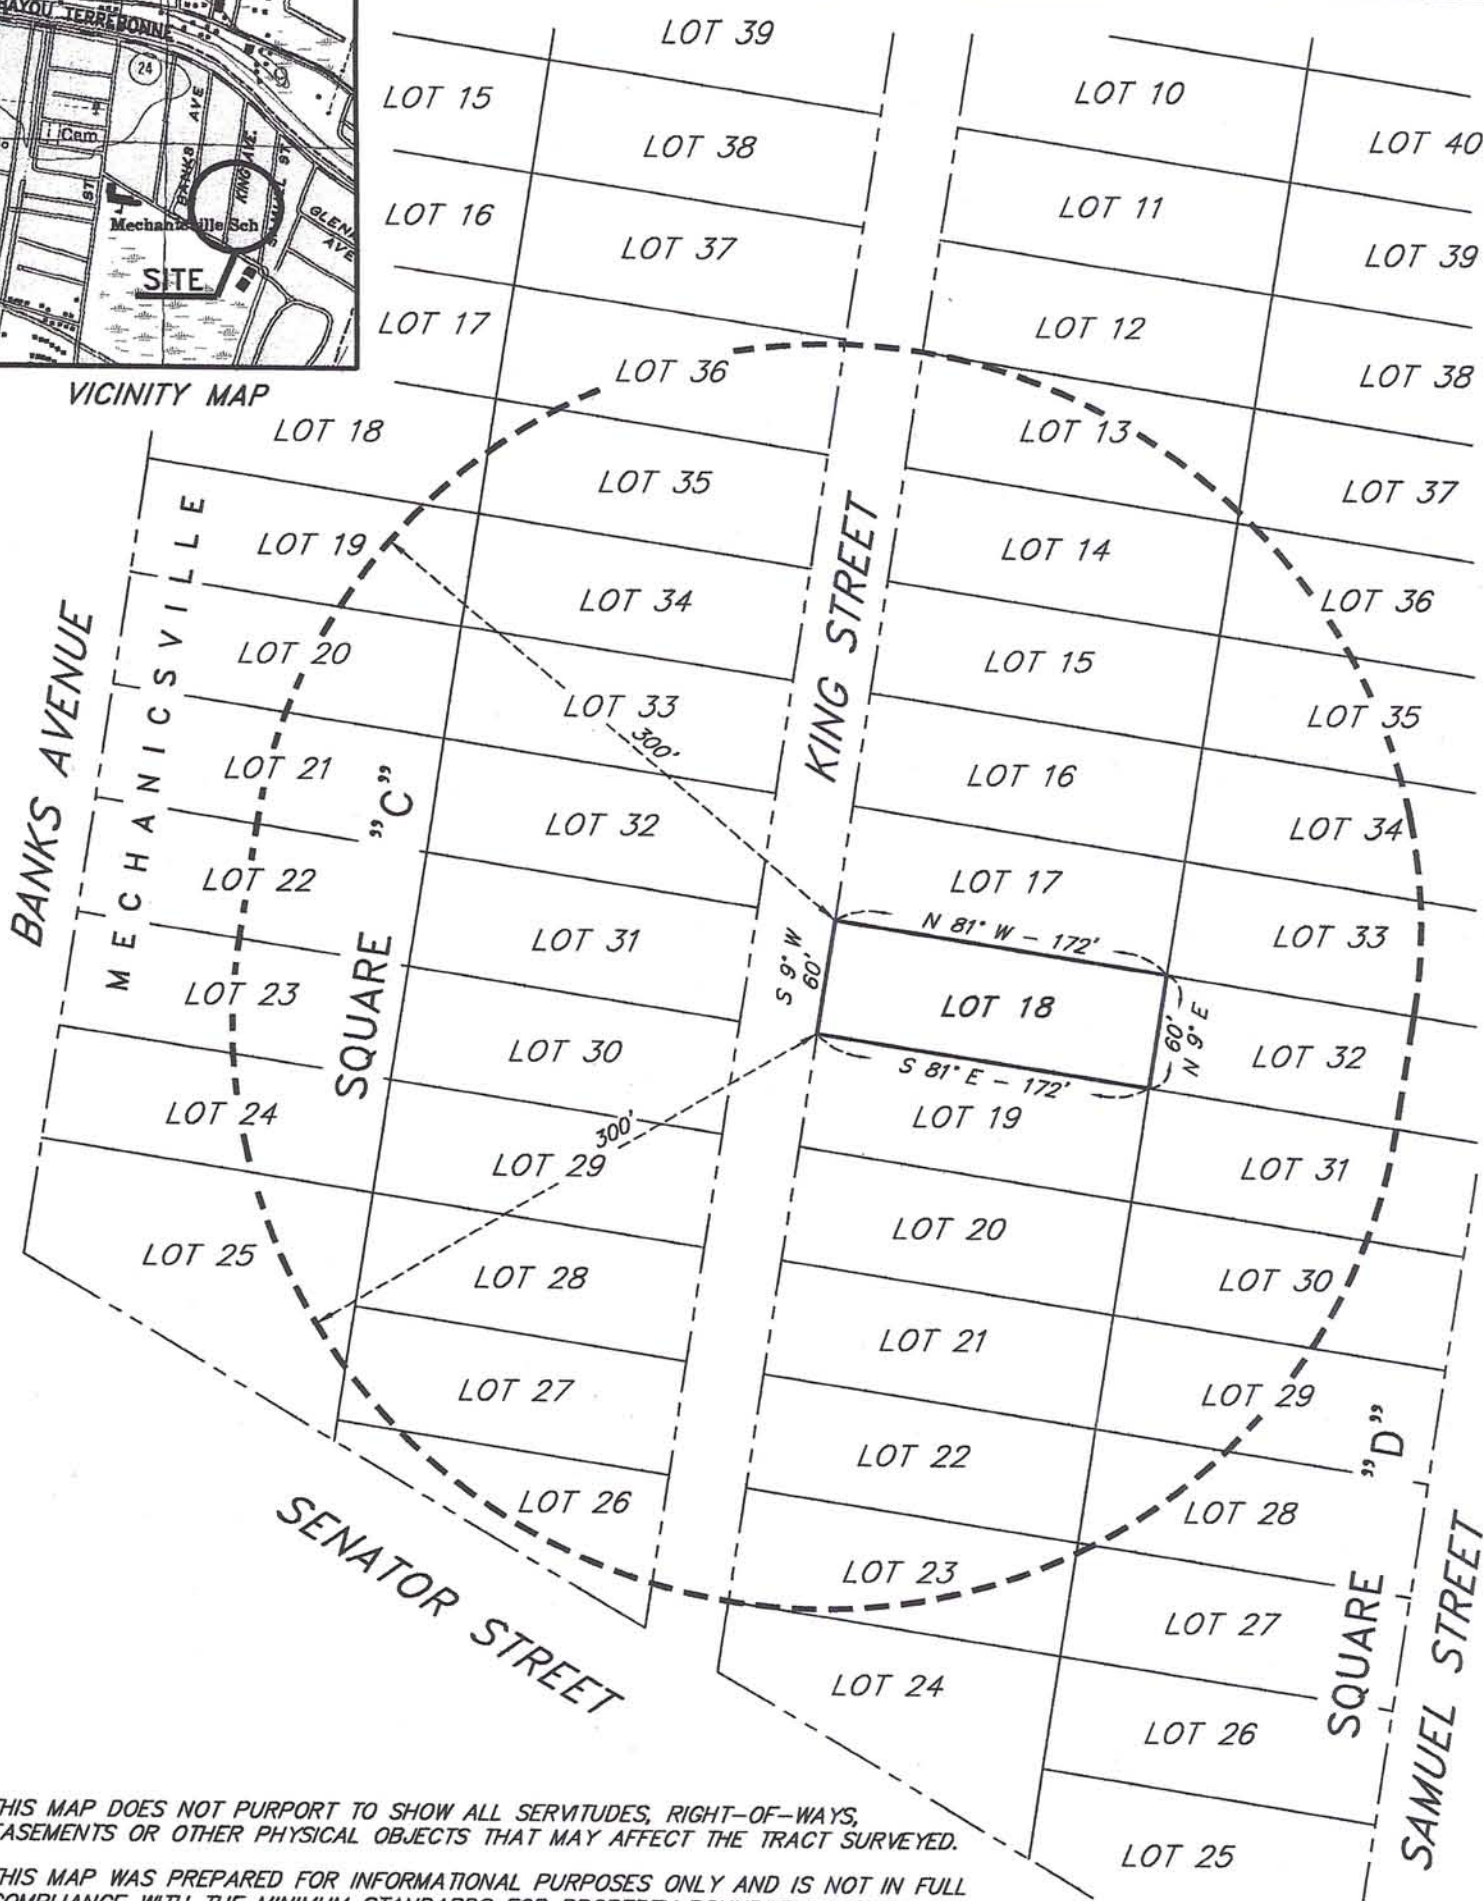 BAYOU TERREBONNE
24
9
Cem
BANKS AVE
KING AVE.
ST
GLENN AVE
Mechanicsville Sch
SITE
VICINITY MAP
LOT 39
LOT 15
LOT 10
LOT 40
LOT 38
LOT 16
LOT 11
LOT 37
LOT 39
LOT 17
LOT 12
LOT 36
LOT 38
LOT 18
LOT 13
LOT 35
LOT 37
LOT 19
LOT 14
LOT 34
LOT 36
LOT 20
LOT 15
LOT 33
LOT 35
300'
LOT 21
LOT 16
LOT 32
LOT 34
LOT 22
LOT 17
LOT 31
LOT 33
LOT 23
LOT 18
LOT 30
LOT 32
LOT 24
LOT 19
LOT 29
LOT 31
300'
LOT 25
LOT 20
LOT 28
LOT 30
LOT 27
LOT 21
LOT 29
LOT 26
LOT 22
LOT 28
LOT 23
LOT 27
LOT 24
LOT 26
LOT 25
N 81° W - 172'
S 9° W
60'
60'
N 9° E
S 81° E - 172'
BANKS AVENUE
MECHANICSVILLE
SQUARE "C"
KING STREET
SENATOR STREET
SQUARE "D"
SAMUEL STREET
HIS MAP DOES NOT PURPORT TO SHOW ALL SERVITUDES, RIGHT-OF-WAYS,
ASEMENTS OR OTHER PHYSICAL OBJECTS THAT MAY AFFECT THE TRACT SURVEYED.
HIS MAP WAS PREPARED FOR INFORMATIONAL PURPOSES ONLY AND IS NOT IN FULL